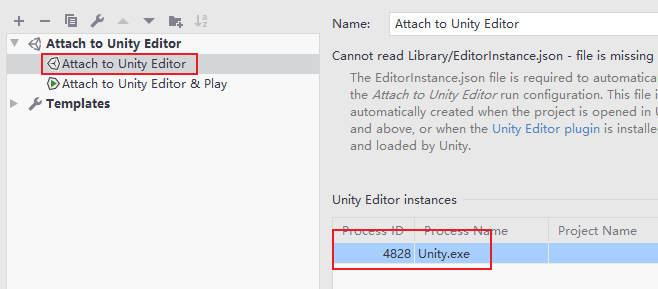 Name: Attach to Unity Editor
Attach to Unity Editor
Attach to Unity Editor
Attach to Unity Editor & Play
Templates
Cannot read Library/EditorInstance.json - file is missing
The EditorInstance.json file is required to automatica
the Attach to Unity Editor run configuration. This file i
automatically created when the project is opened in U
and above, or when the Unity Editor plugin is installe
and loaded by Unity.
Unity Editor instances
Process ID Process Name Project Name
4828 Unity.exe